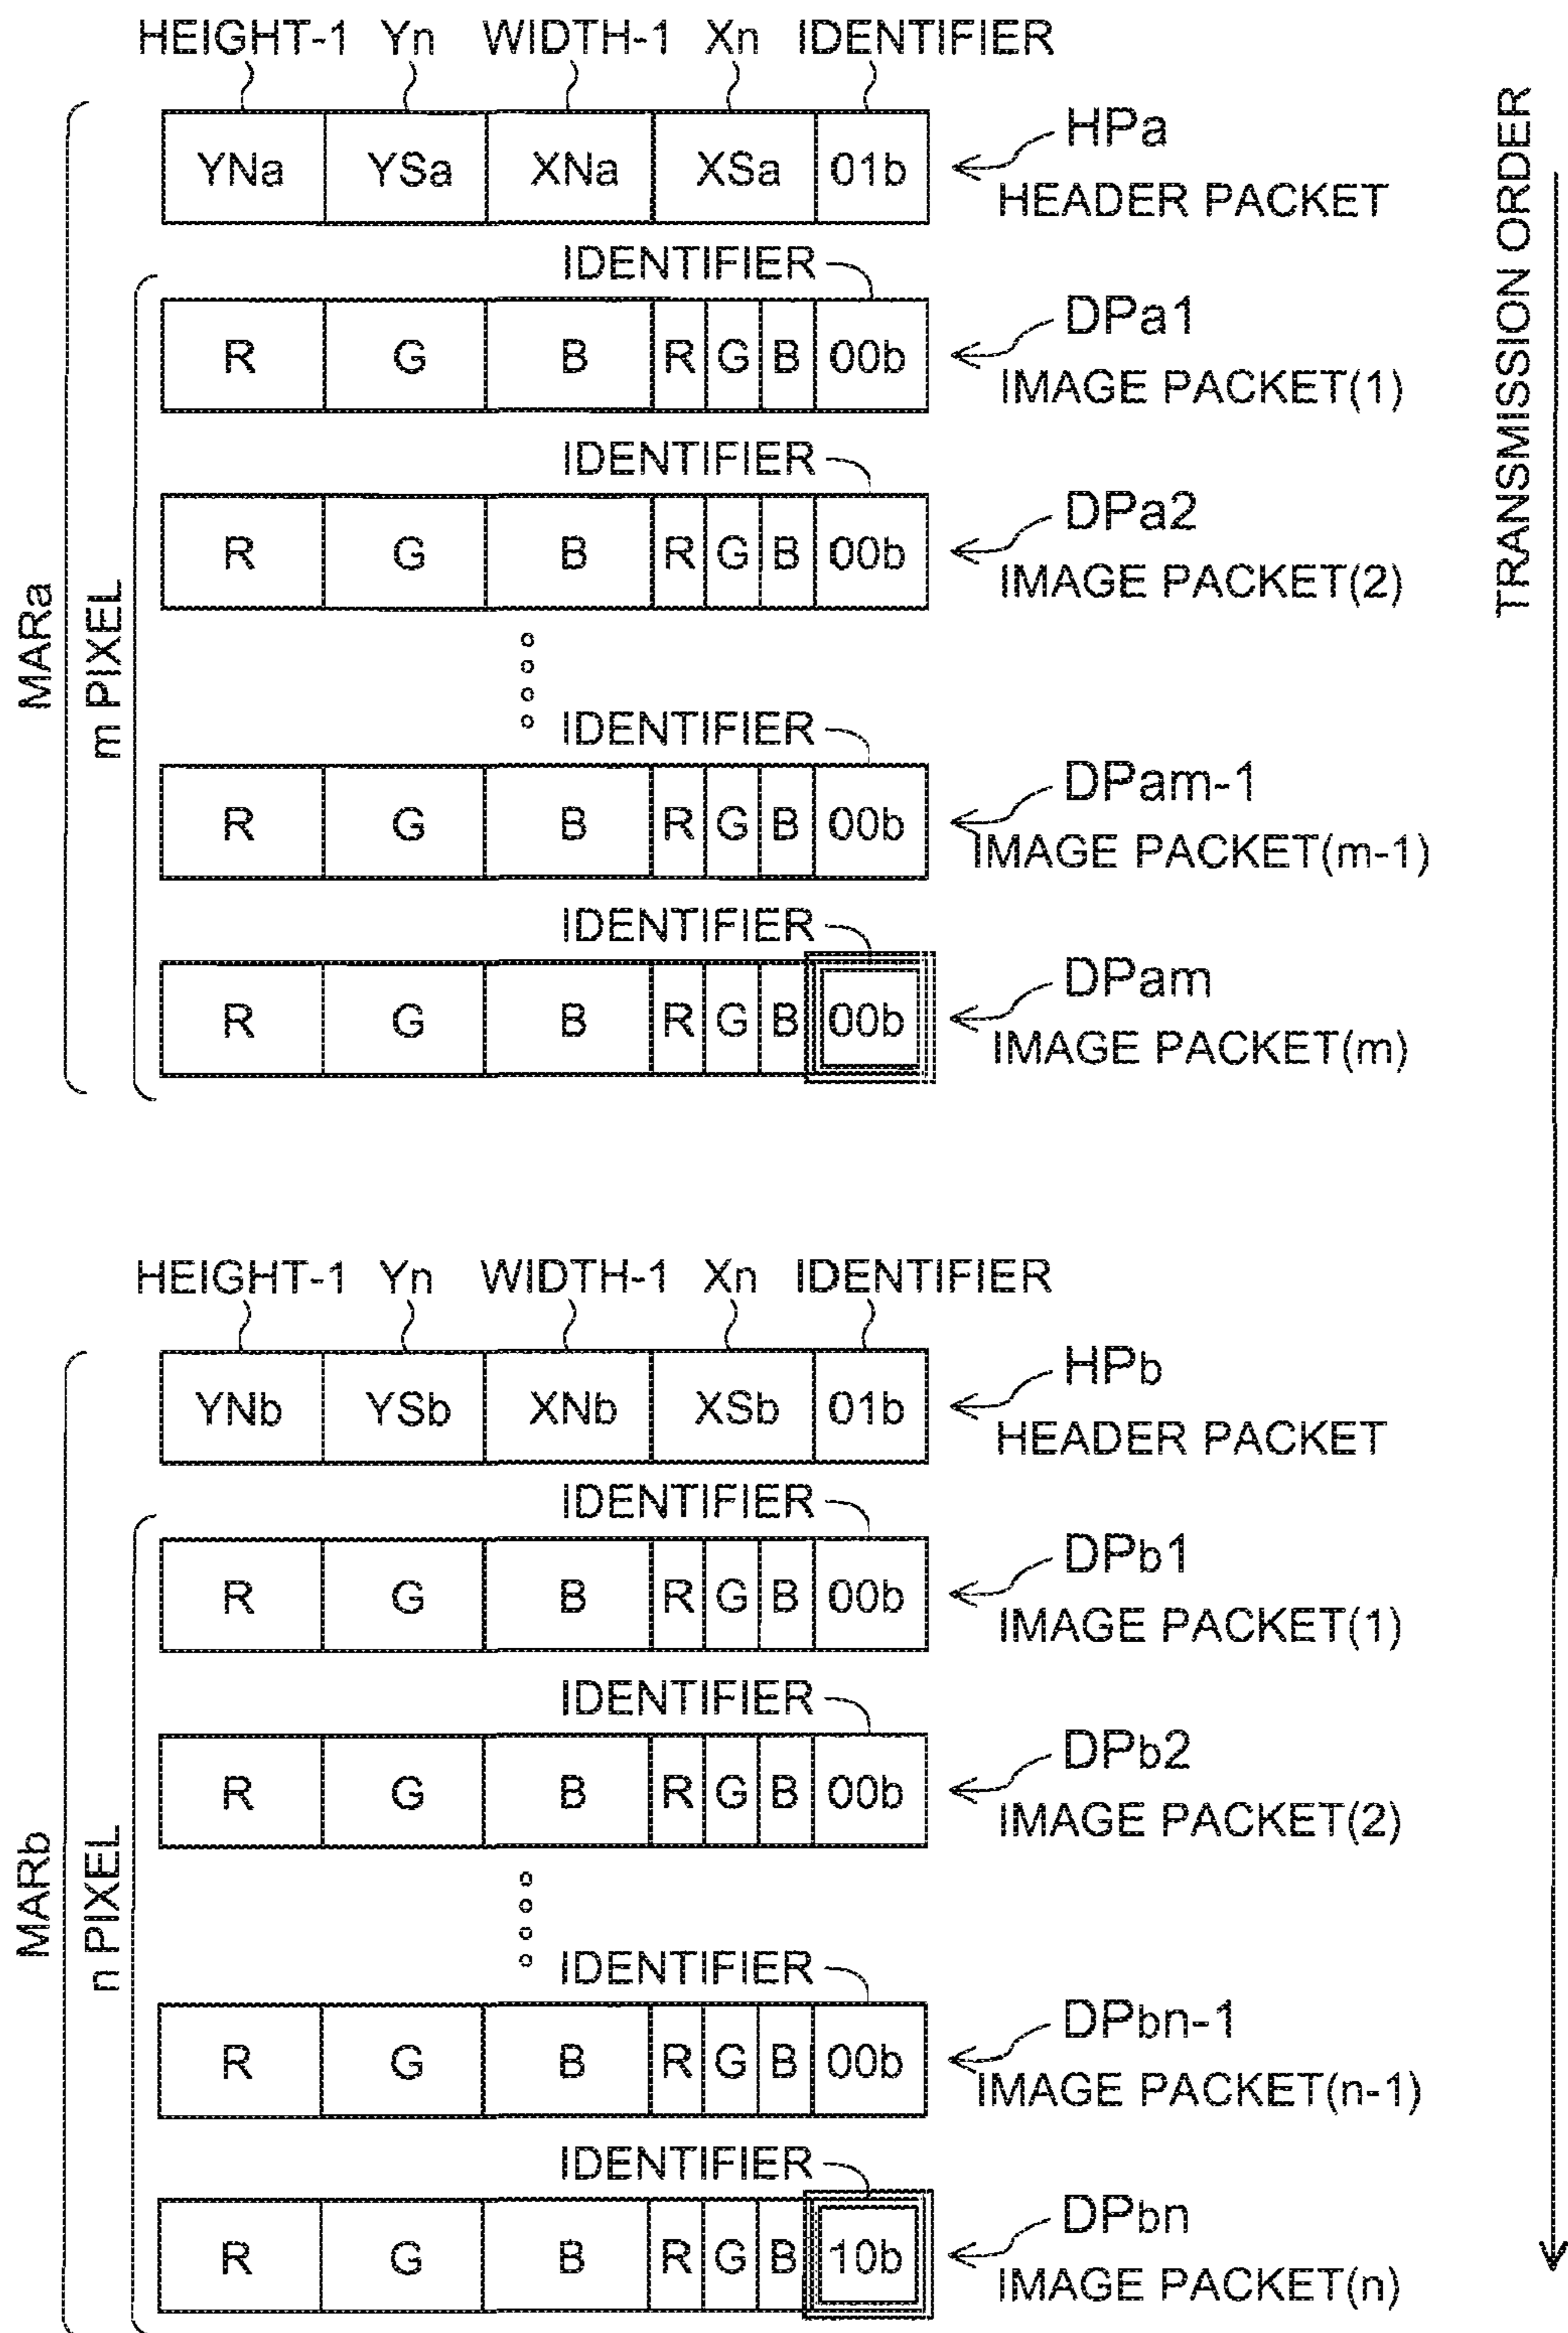 HEIGHT-1 Yn WIDTH-1 Xn IDENTIFIER
YNa YSa XNa XSa 01b
HPa
HEADER PACKET
IDENTIFIER
R G B R G B 00b
DPa1
IMAGE PACKET(1)
IDENTIFIER
R G B R G B 00b
DPa2
IMAGE PACKET(2)
IDENTIFIER
R G B R G B 00b
DPam-1
IMAGE PACKET(m-1)
IDENTIFIER
R G B R G B 00b
DPam
IMAGE PACKET(m)
MARa
m PIXEL
TRANSMISSION ORDER
HEIGHT-1 Yn WIDTH-1 Xn IDENTIFIER
YNb YSb XNb XSb 01b
HPb
HEADER PACKET
IDENTIFIER
R G B R G B 00b
DPb1
IMAGE PACKET(1)
IDENTIFIER
R G B R G B 00b
DPb2
IMAGE PACKET(2)
IDENTIFIER
R G B R G B 00b
DPbn-1
IMAGE PACKET(n-1)
IDENTIFIER
R G B R G B 10b
DPbn
IMAGE PACKET(n)
MARb
n PIXEL